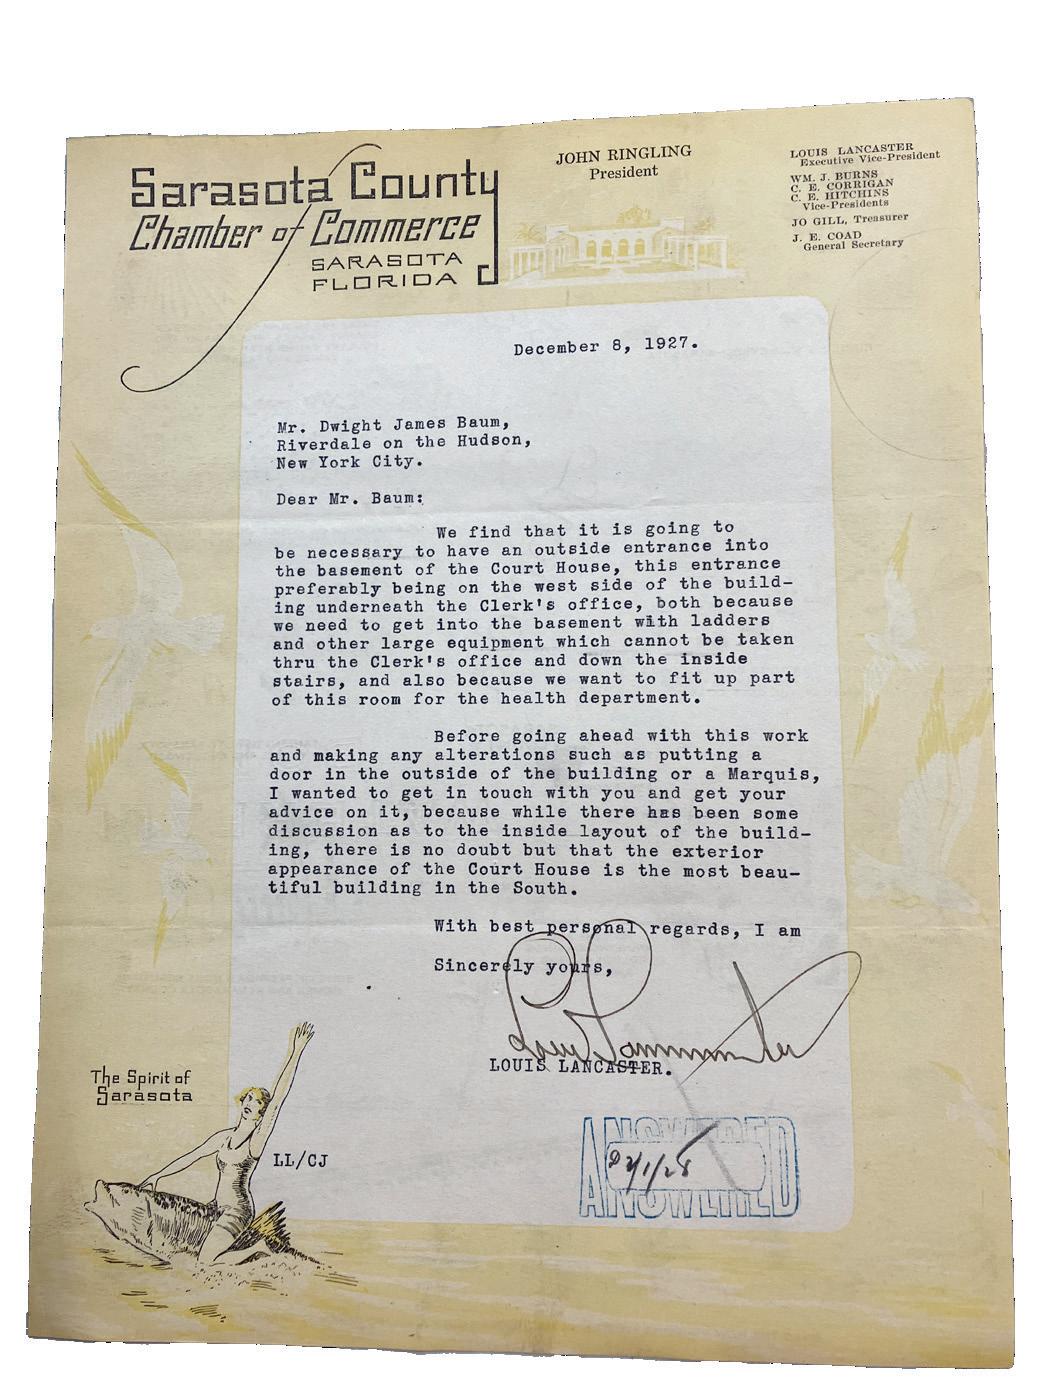 Sarasota County
Chamber of Commerce
SARASOTA
FLORIDA
JOHN RINGLING
President
LOUIS LANCASTER
Executive Vice-President
WM. J. BURNS
C. E. CORRIGAN
C. E. HITCHINS
Vice-Presidents
JO GILL, Treasurer
J. E. COAD
General Secretary
December 8, 1927.
Mr. Dwight James Baum,
Riverdale on the Hudson,
New York City.
Dear Mr. Baum:
We find that it is going to
be necessary to have an outside entrance into
the basement of the Court House, this entrance
preferably being on the west side of the build-
ing underneath the Clerk's office, both because
we need to get into the basement with ladders
and other large equipment which cannot be taken
thru the Clerk's office and down the inside
stairs, and also because we want to fit up part
of this room for the health department.
Before going ahead with this work
and making any alterations such as putting a
door in the outside of the building or a Marquis,
I wanted to get in touch with you and get your
advice on it, because while there has been some
discussion as to the inside layout of the build-
ing, there is no doubt but that the exterior
appearance of the Court House is the most beau-
tiful building in the South.
With best personal regards, I am
Sincerely yours,
Louis Lancaster
LOUIS LANCASTER.
The Spirit of
Sarasota
LL/CJ
ANSWERED